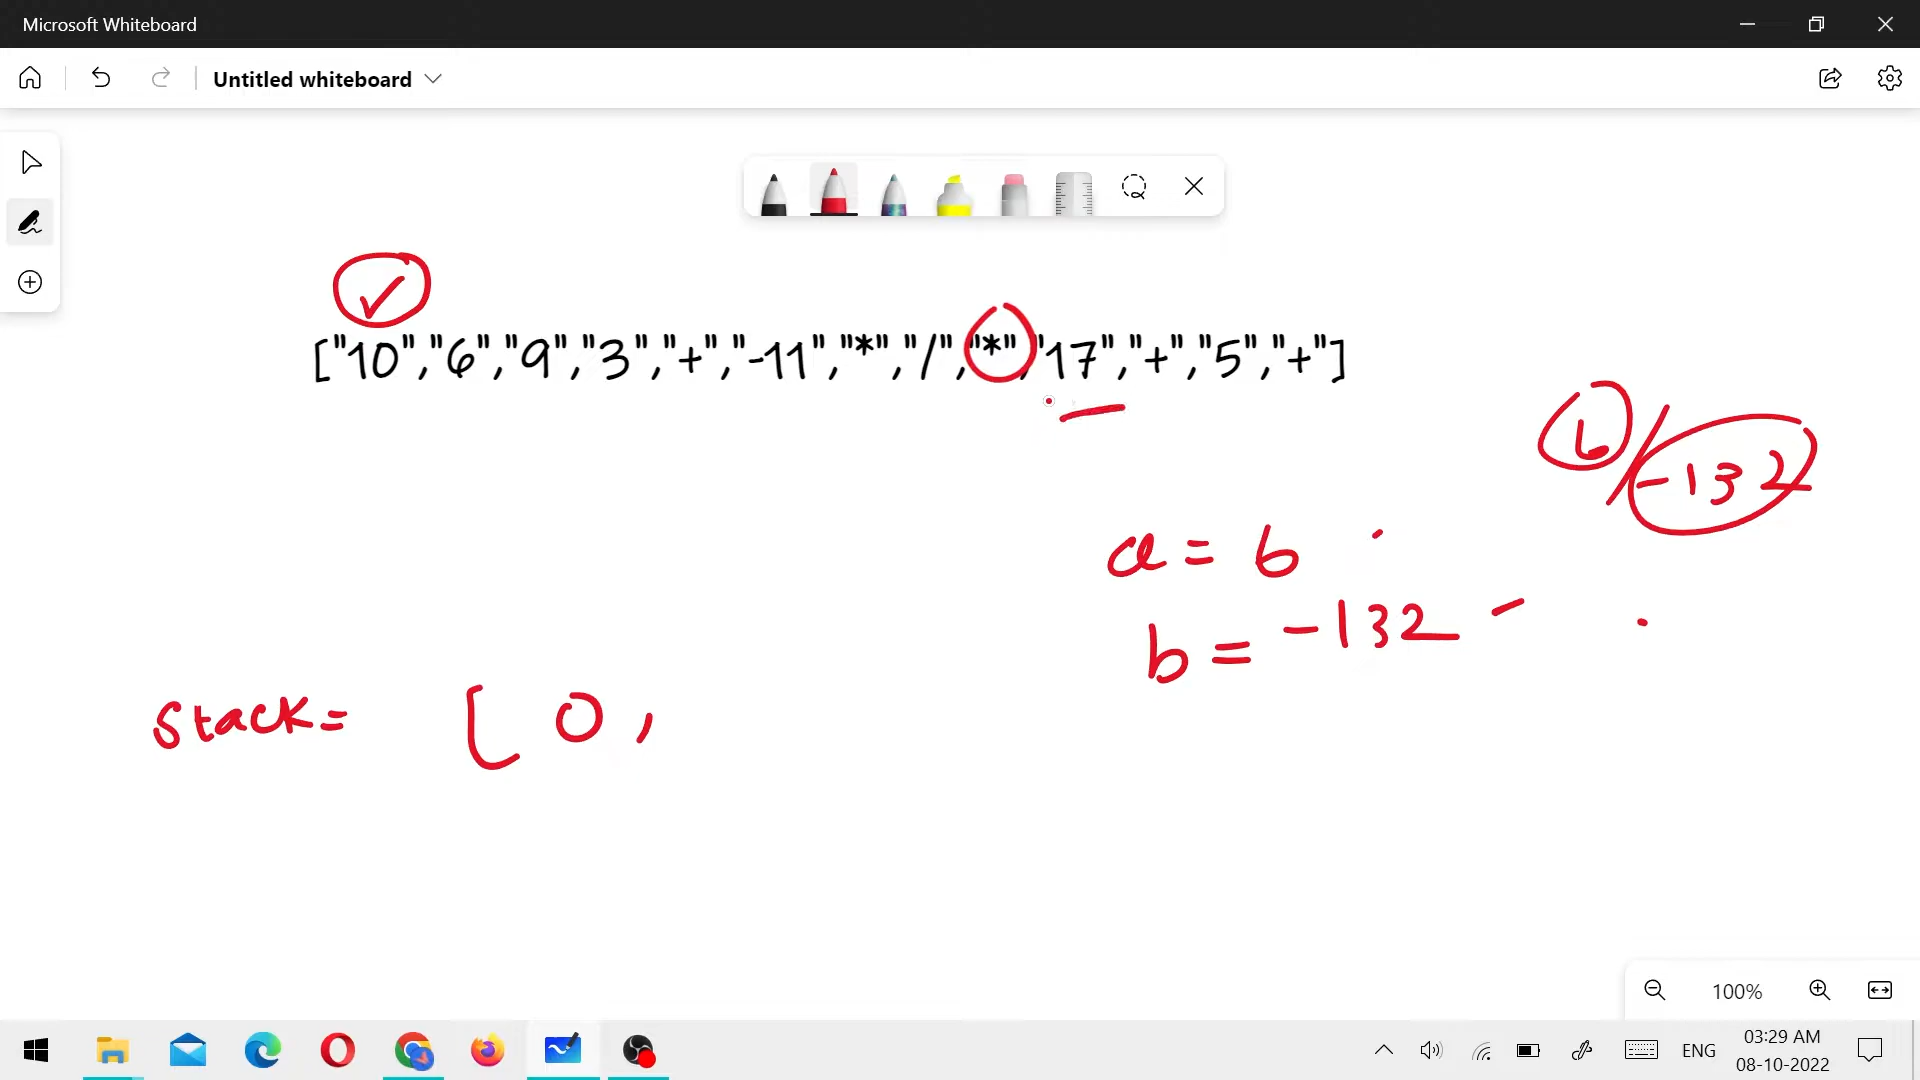 Microsoft Whiteboard
Untitled whiteboard
["10","6","9","3","+","-11","*","/","*","17","+","5","+"]
6/-132
a = 6
b = -132
stack = [ 0 ,
100%
ENG
03:29 AM
08-10-2022